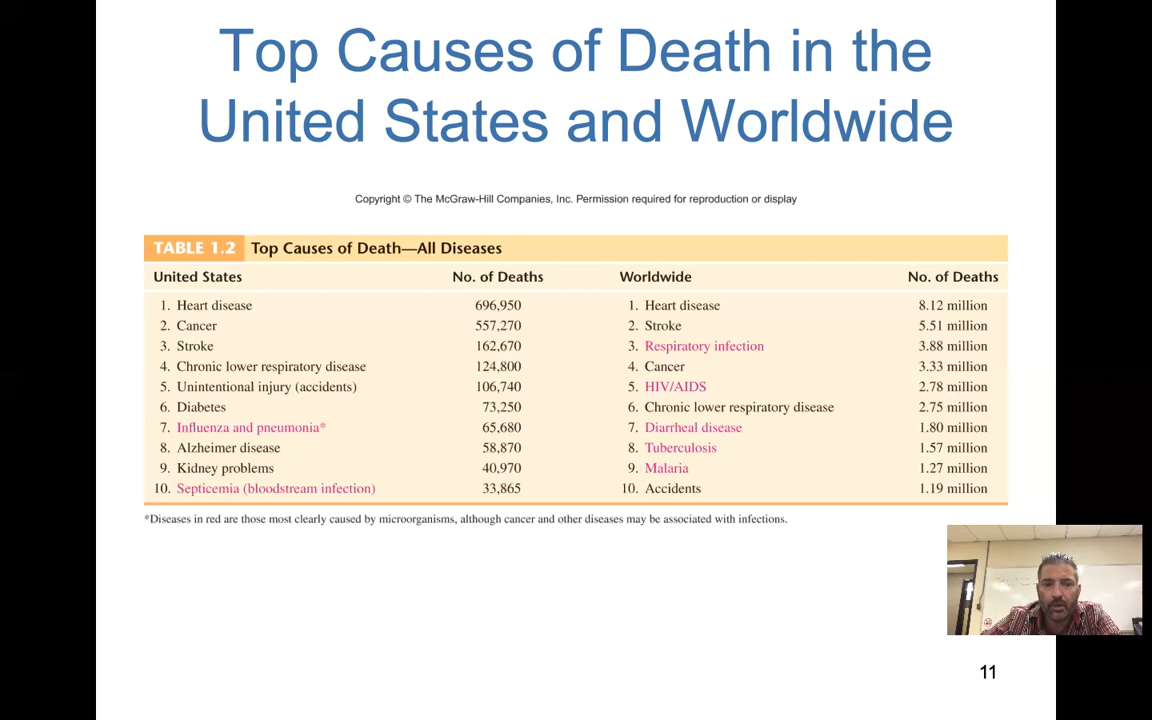 Top Causes of Death in the
United States and Worldwide
Copyright © The McGraw-Hill Companies, Inc. Permission required for reproduction or display
TABLE 1.2 Top Causes of Death—All Diseases
United States No. of Deaths Worldwide No. of Deaths
1. Heart disease 696,950 1. Heart disease 8.12 million
2. Cancer 557,270 2. Stroke 5.51 million
3. Stroke 162,670 3. Respiratory infection 3.88 million
4. Chronic lower respiratory disease 124,800 4. Cancer 3.33 million
5. Unintentional injury (accidents) 106,740 5. HIV/AIDS 2.78 million
6. Diabetes 73,250 6. Chronic lower respiratory disease 2.75 million
7. Influenza and pneumonia* 65,680 7. Diarrheal disease 1.80 million
8. Alzheimer disease 58,870 8. Tuberculosis 1.57 million
9. Kidney problems 40,970 9. Malaria 1.27 million
10. Septicemia (bloodstream infection) 33,865 10. Accidents 1.19 million
*Diseases in red are those most clearly caused by microorganisms, although cancer and other diseases may be associated with infections.
11